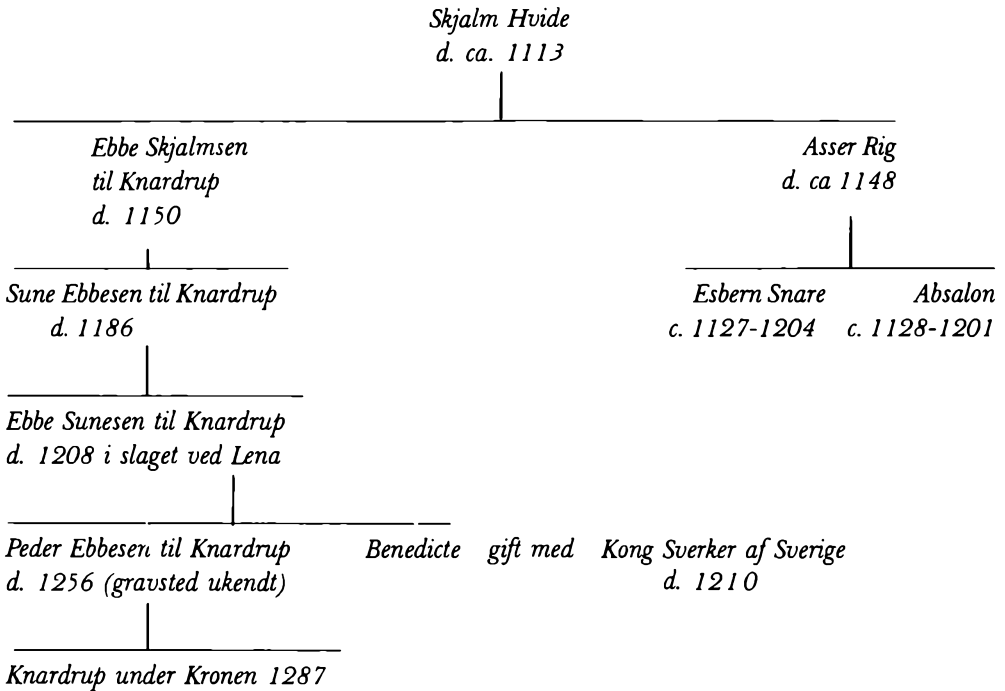 Skjalm Hvide
d. ca. 1113
Ebbe Skjalmsen
til Knardrup
d. 1150
Asser Rig
d. ca 1148
Sune Ebbesen til Knardrup
d. 1186
Esbern Snare
c. 1127-1204
Absalon
c. 1128-1201
Ebbe Sunesen til Knardrup
d. 1208 i slaget ved Lena
Peder Ebbesen til Knardrup
d. 1256 (gravsted ukendt)
Benedicte gift med Kong Sverker af Sverige
d. 1210
Knardrup under Kronen 1287